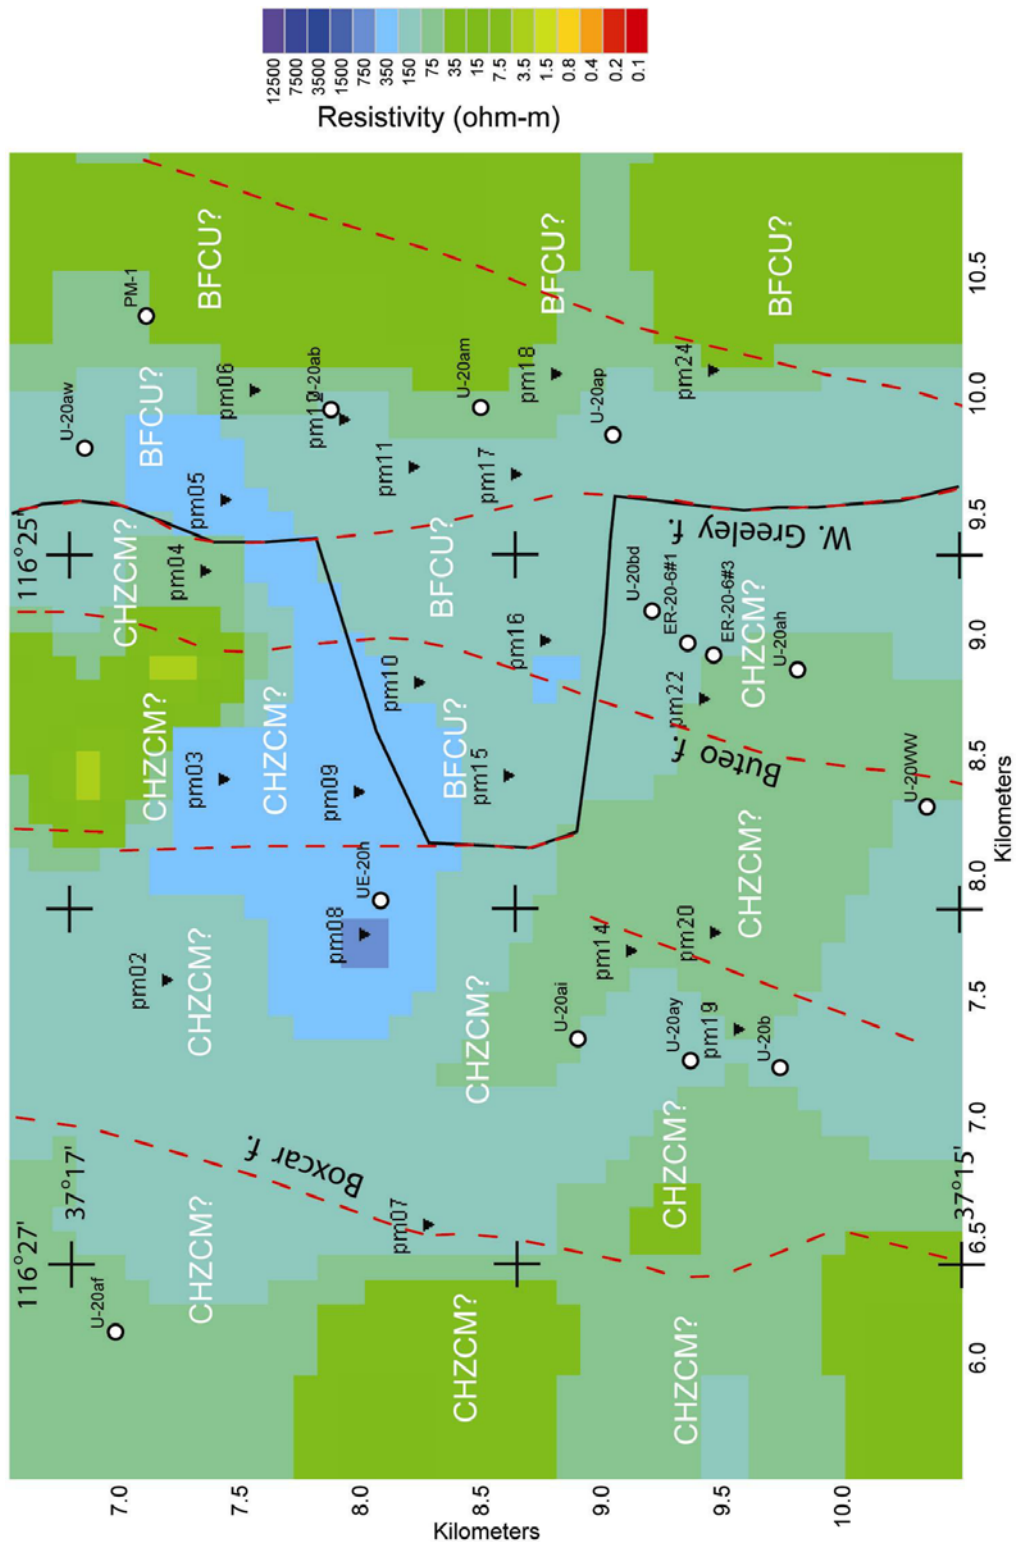 12500
7500
3500
1500
750
350
150
75
35
15
7.5
3.5
1.5
0.8
0.4
0.2
0.1
Resistivity (ohm-m)
BFCU?
BFCU?
BFCU?
PM-1
U-20aw
BFCU?
pm06
U-20ab
pm12
U-20am
pm18
U-20ap
pm24
pm05
pm11
pm17
116°25'
CHZCM?
pm04
BFCU?
W. Greeley f.
U-20bd
ER-20-6#1
ER-20-6#3
CHZCM?
U-20ah
pm16
pm10
pm22
CHZCM?
pm03
CHZCM?
pm09
BFCU?
pm15
Buteo f.
U-20WW
UE-20h
pm08
CHZCM?
pm14
pm20
pm02
CHZCM?
CHZCM?
U-20ai
U-20ay
pm19
U-20b
Boxcar f.
CHZCM?
37°17'
37°15'
116°27'
CHZCM?
pm07
U-20af
CHZCM?
CHZCM?
7.0
7.5
8.0
8.5
9.0
9.5
10.0
Kilometers
6.0
6.5
7.0
7.5
8.0
8.5
9.0
9.5
10.0
10.5
Kilometers